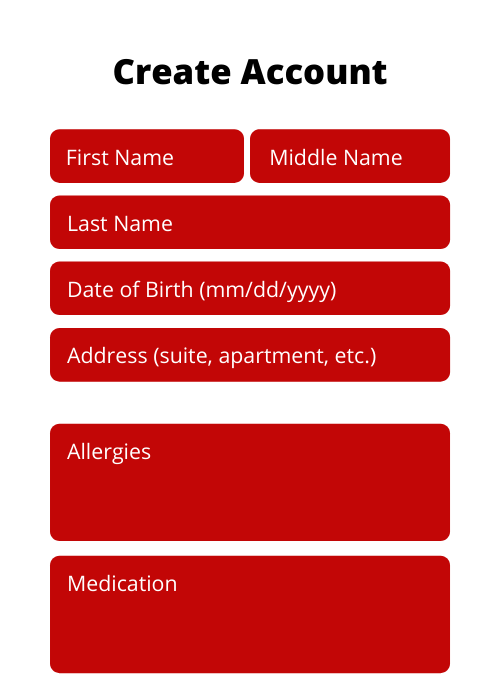 Create Account
First Name Middle Name
Last Name
Date of Birth (mm/dd/yyyy)
Address (suite, apartment, etc.)
Allergies
Medication